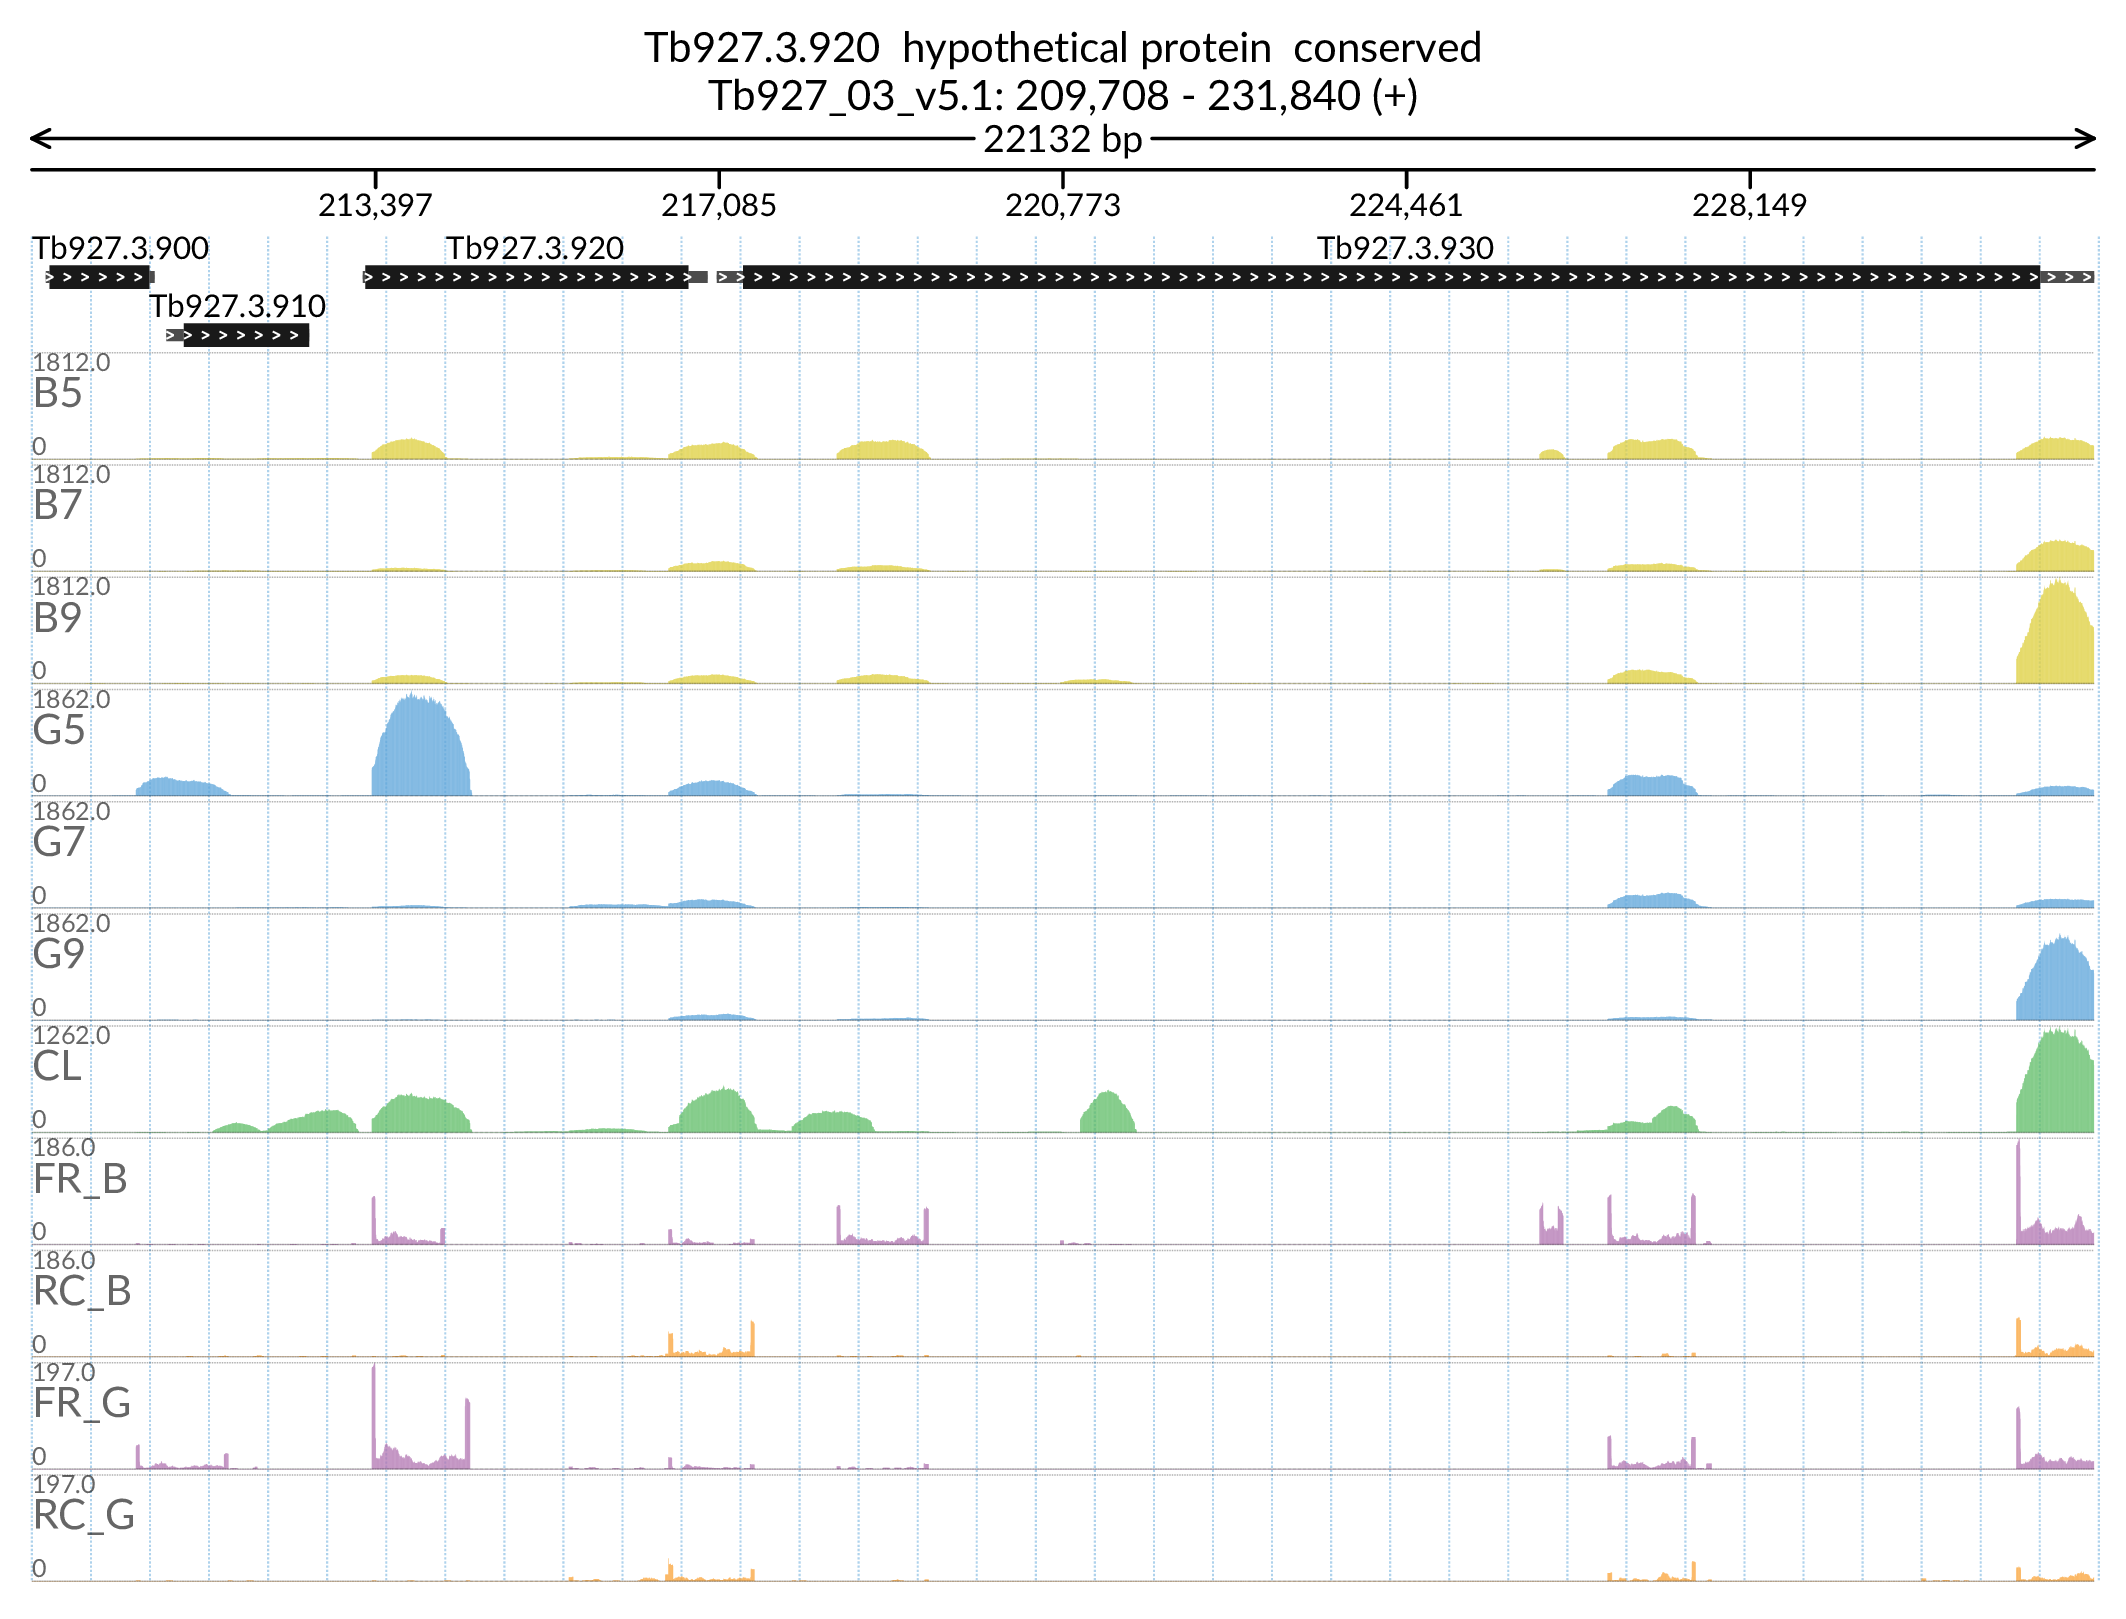 Tb927.3.920 hypothetical protein conserved
Tb927_03_v5.1: 209,708 - 231,840 (+)
22132 bp
213,397 217,085 220,773 224,461 228,149
Tb927.3.900 Tb927.3.920 Tb927.3.930
Tb927.3.910
1812.0
B5
0
1812.0
B7
0
1812.0
B9
0
1862.0
G5
0
1862.0
G7
0
1862.0
G9
0
1262.0
CL
0
186.0
FR_B
0
186.0
RC_B
0
197.0
FR_G
0
197.0
RC_G
0